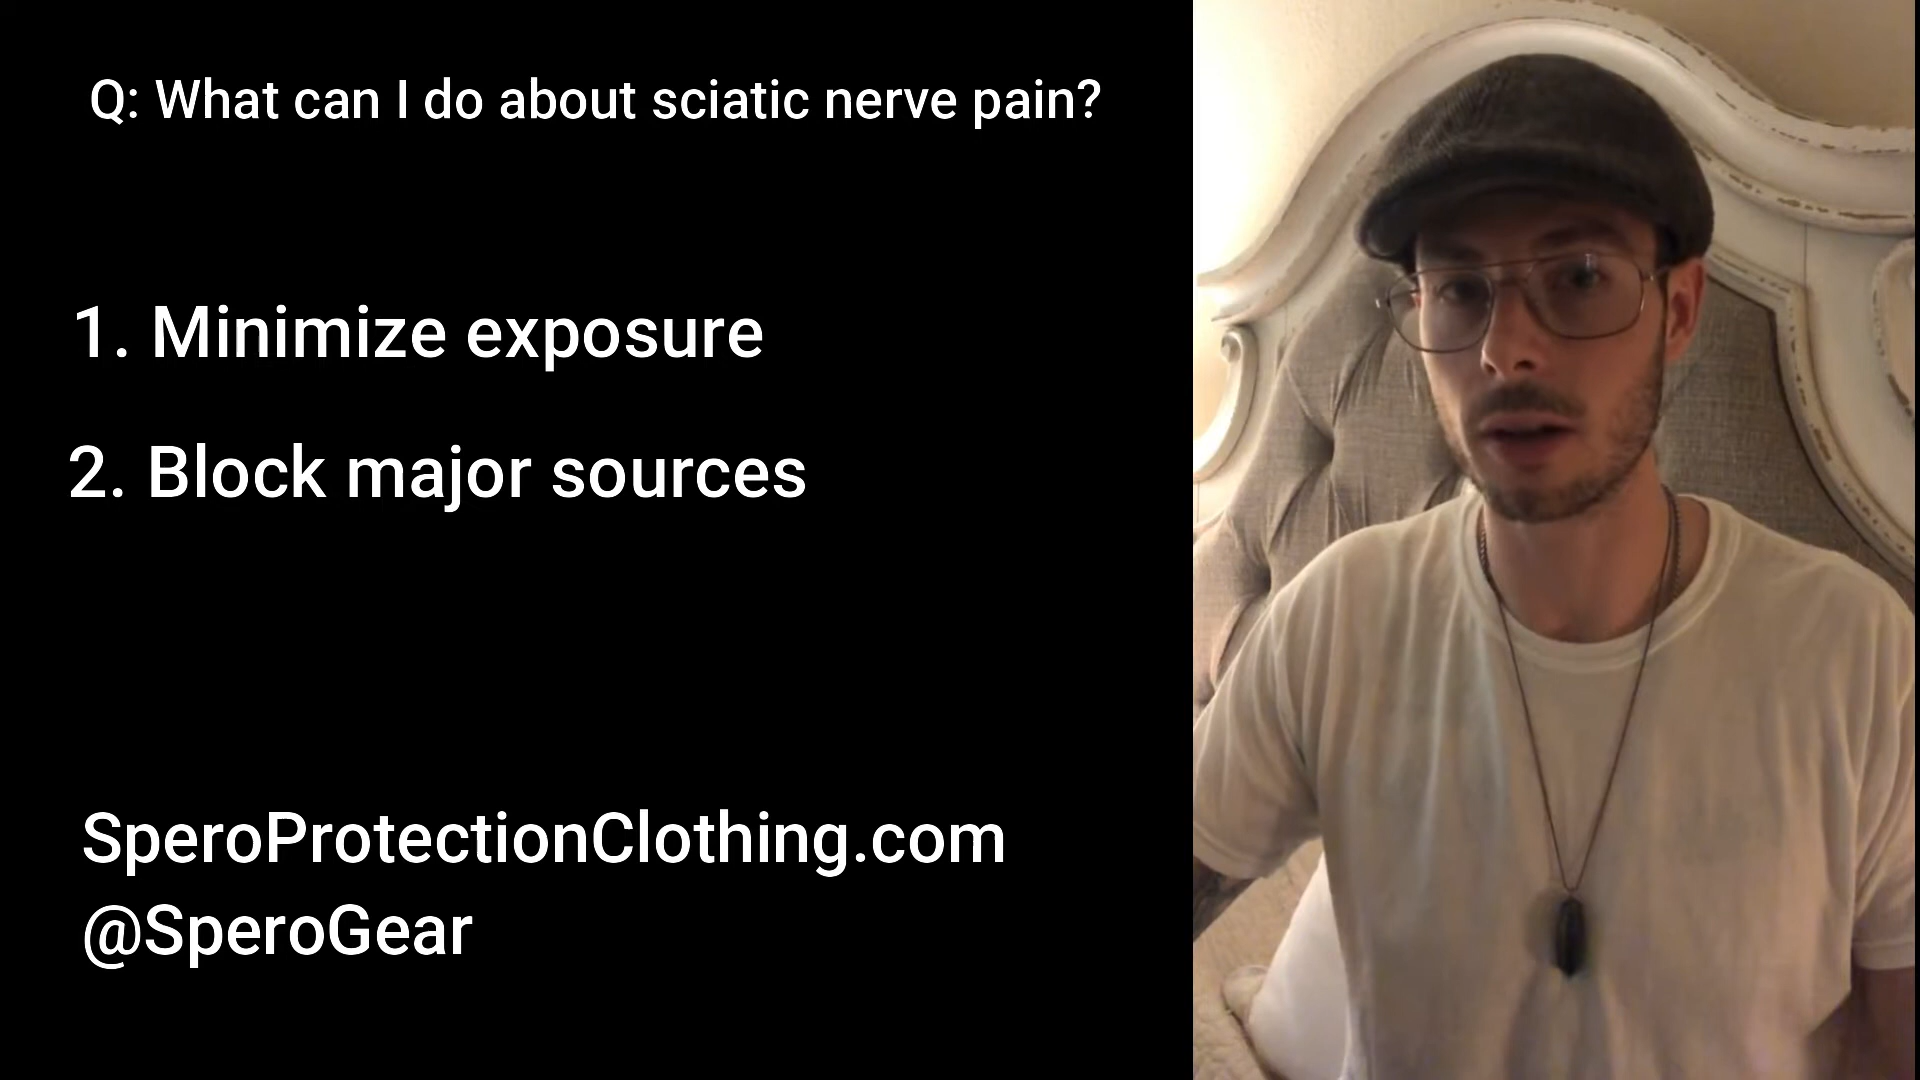 Q: What can I do about sciatic nerve pain?
1. Minimize exposure
2. Block major sources
SperoProtectionClothing.com
@SperoGear